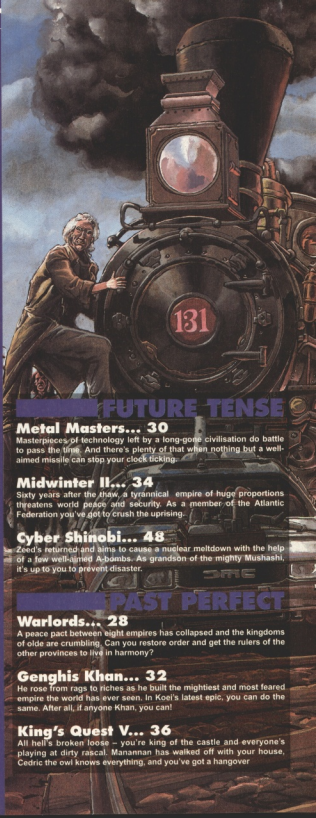 131
FUTURE TENSE
Metal Masters... 30
Masterpieces of technology left by a long-gone civilisation do battle
to pass the time. And there's plenty of that when nothing but a well-
aimed missile can stop your clock ticking.
Midwinter II... 34
Sixty years after the thaw, a tyrannical empire of huge proportions
threatens world peace and security. As a member of the Atlantic
Federation you've got to crush the uprising.
Cyber Shinobi... 48
Zeed's returned and aims to cause a nuclear meltdown with the help
of a few well-aimed A-bombs. As grandson of the mighty Mushashi,
it's up to you to prevent disaster.
PAST PERFECT
Warlords... 28
A peace pact between eight empires has collapsed and the kingdoms
of olde are crumbling. Can you restore order and get the rulers of the
other provinces to live in harmony?
Genghis Khan... 32
He rose from rags to riches as he built the mightiest and most feared
empire the world has ever seen. In Koei's latest epic, you can do the
same. After all, if anyone Khan, you can!
King's Quest V... 36
All hell's broken loose – you're king of the castle and everyone's
playing at dirty rascal. Manannan has walked off with your house,
Cedric the owl knows everything, and you've got a hangover